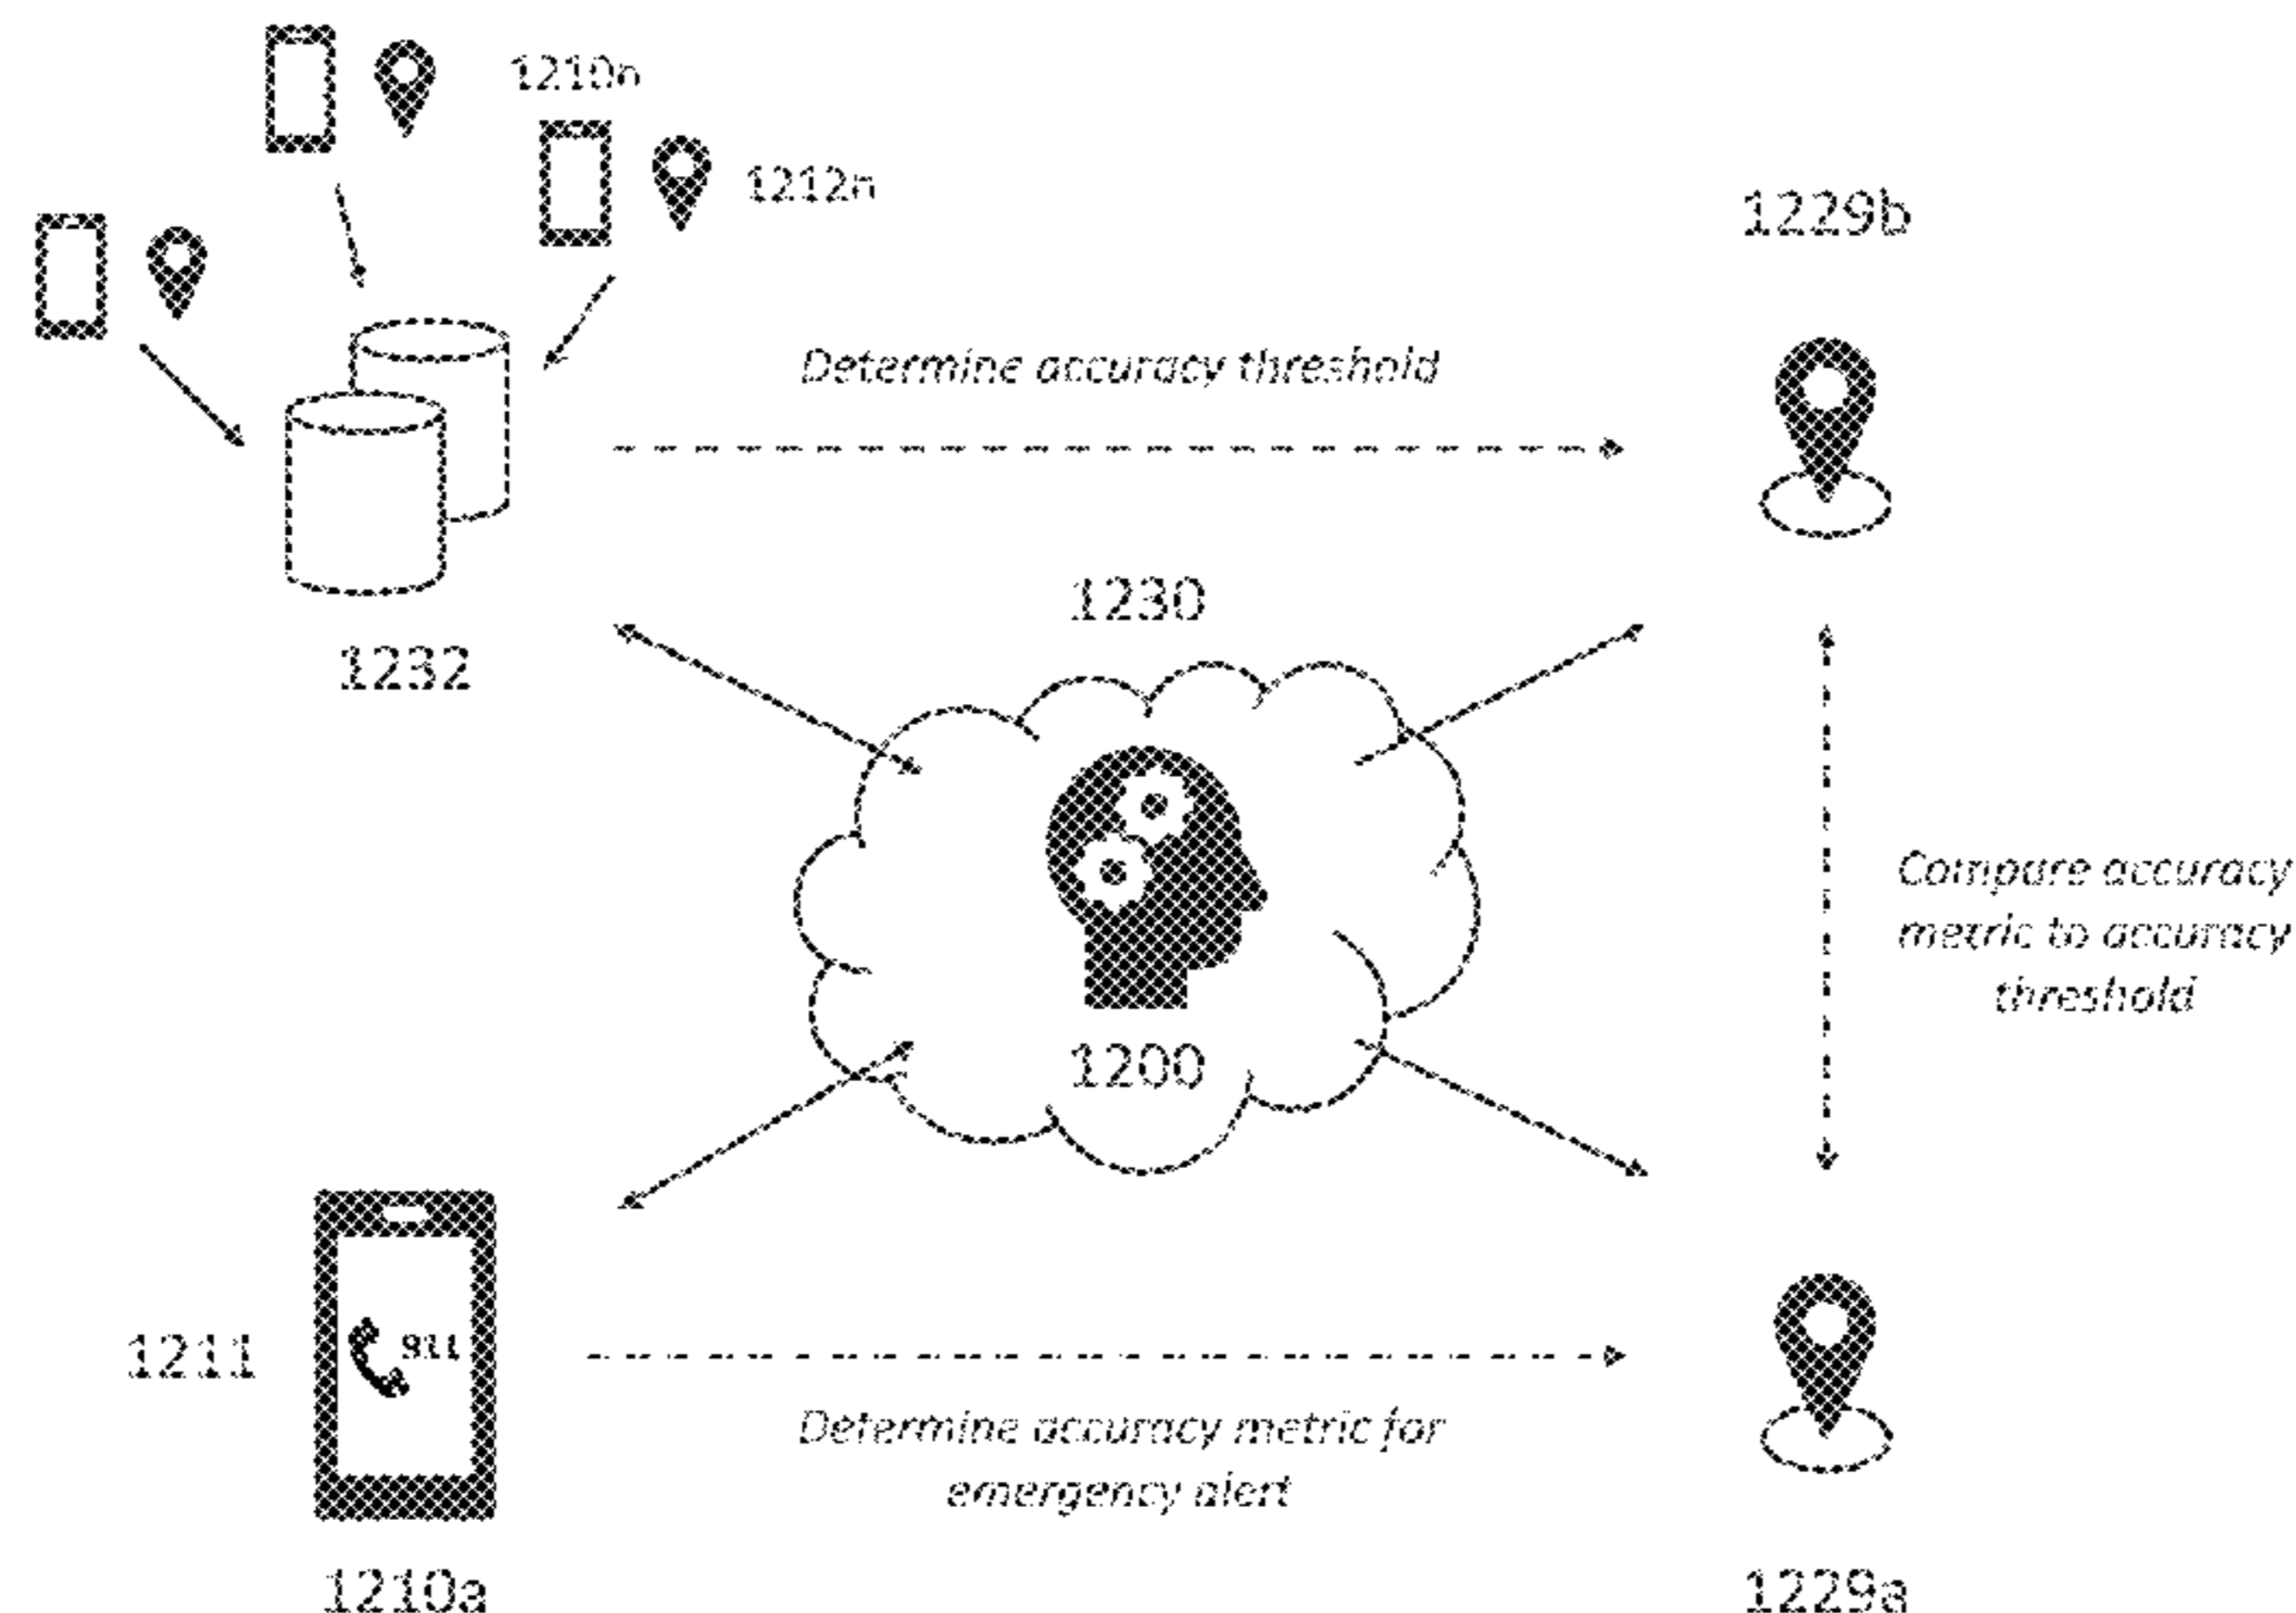 1210n
1212n
1229b
Determine accuracy threshold
1230
1232
Compare accuracy
metric to accuracy
threshold
1200
1211
911
Determine accuracy metric for
emergency alert
1210a
1229a